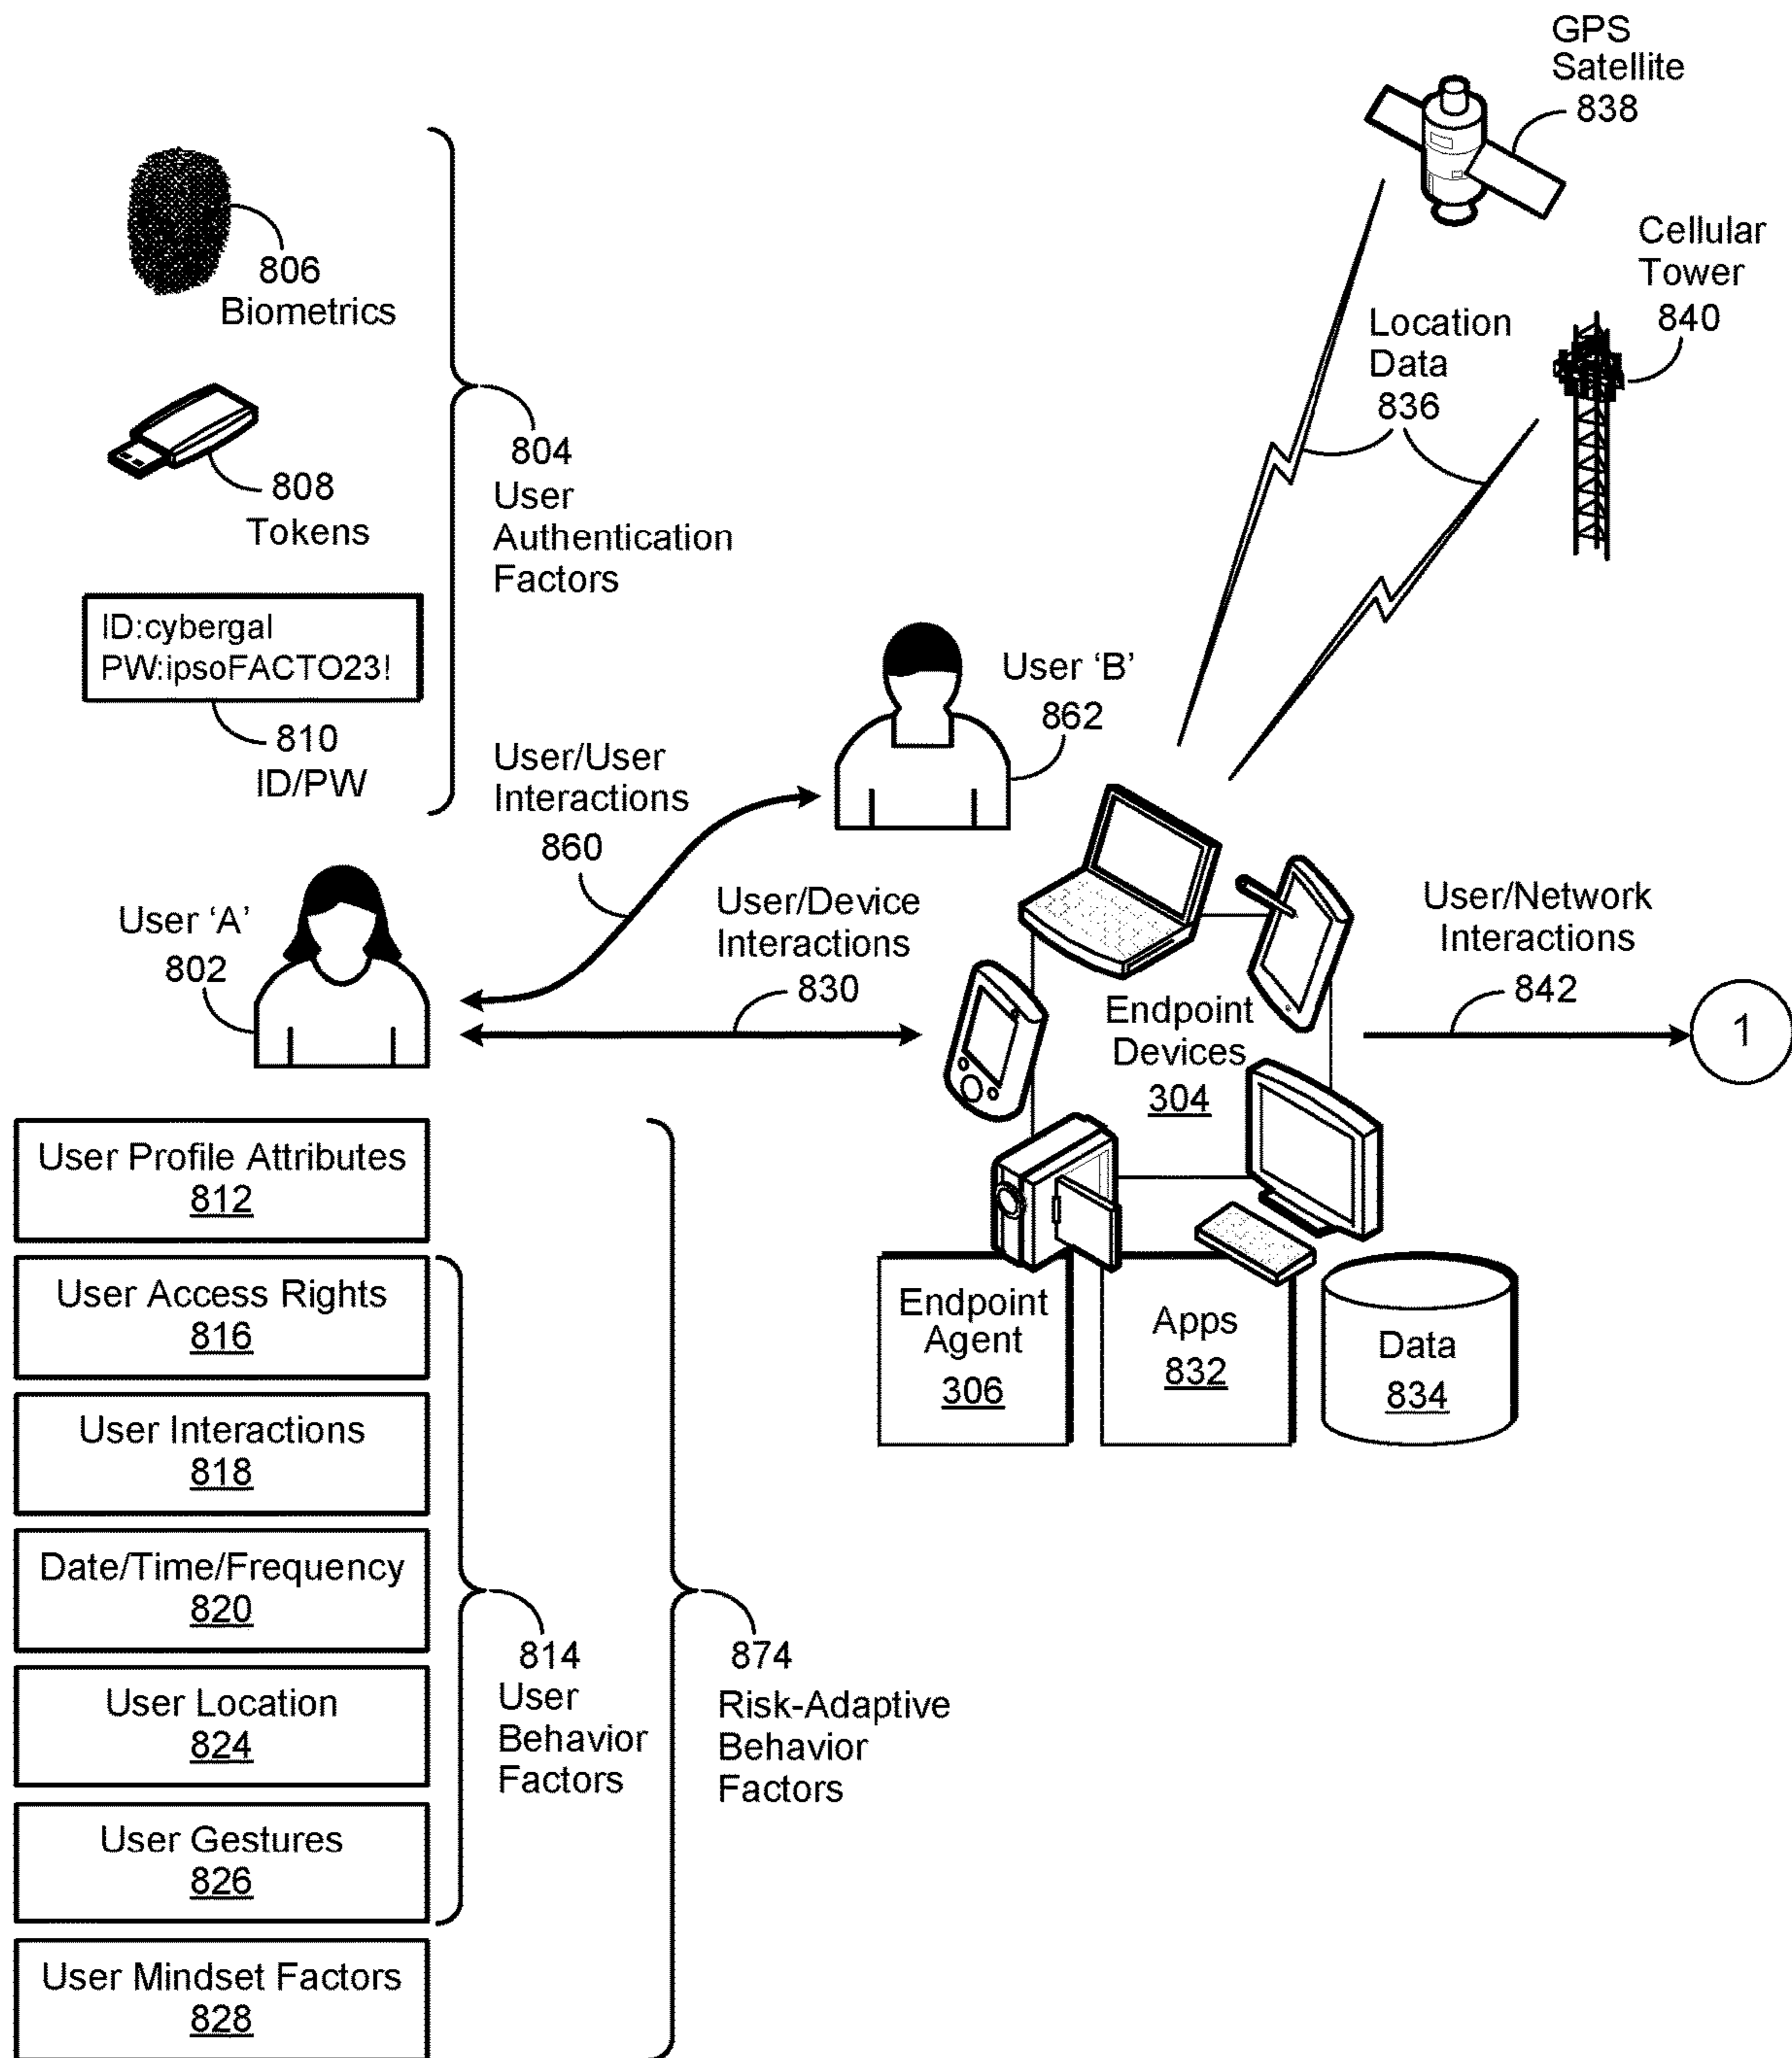 GPS
Satellite
838
Cellular
Tower
840
Location
Data
836
806
Biometrics
808
Tokens
ID:cybergal
PW:ipsoFACTO23!
810
ID/PW
804
User
Authentication
Factors
User ‘B’
862
User/User
Interactions
860
User ‘A’
802
User/Device
Interactions
830
Endpoint
Devices
304
User/Network
Interactions
842
1
Endpoint
Agent
306
Apps
832
Data
834
User Profile Attributes
812
User Access Rights
816
User Interactions
818
Date/Time/Frequency
820
User Location
824
User Gestures
826
User Mindset Factors
828
814
User
Behavior
Factors
874
Risk-Adaptive
Behavior
Factors